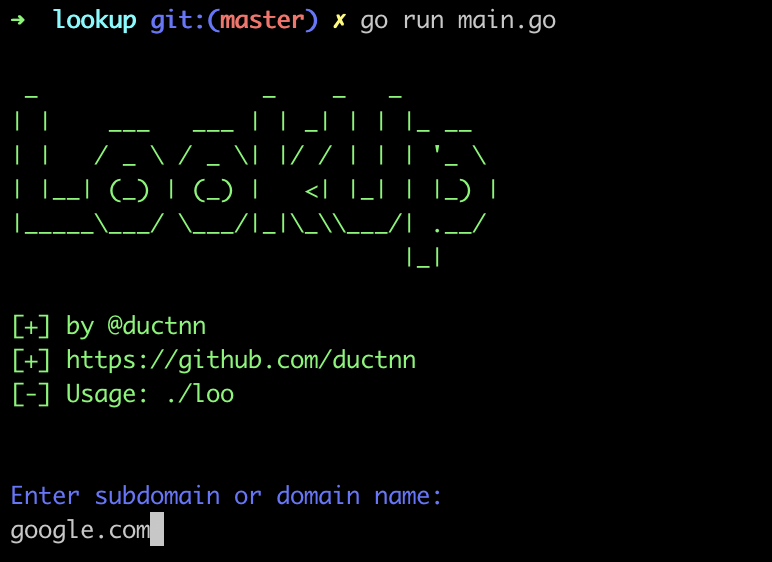 ➜  lookup git:(master) ✗ go run main.go
 _                _     _   _
| |    ___   ___ | | _| | | |_ __
| |   / _ \ / _ \| |/ / | | | '_ \
| |__| (_) | (_) |   <| |_| | |_) |
|_____\___/ \___/|_|\_\\___/| .__/
                            |_|
[+] by @ductnn
[+] https://github.com/ductnn
[-] Usage: ./loo
Enter subdomain or domain name:
google.com